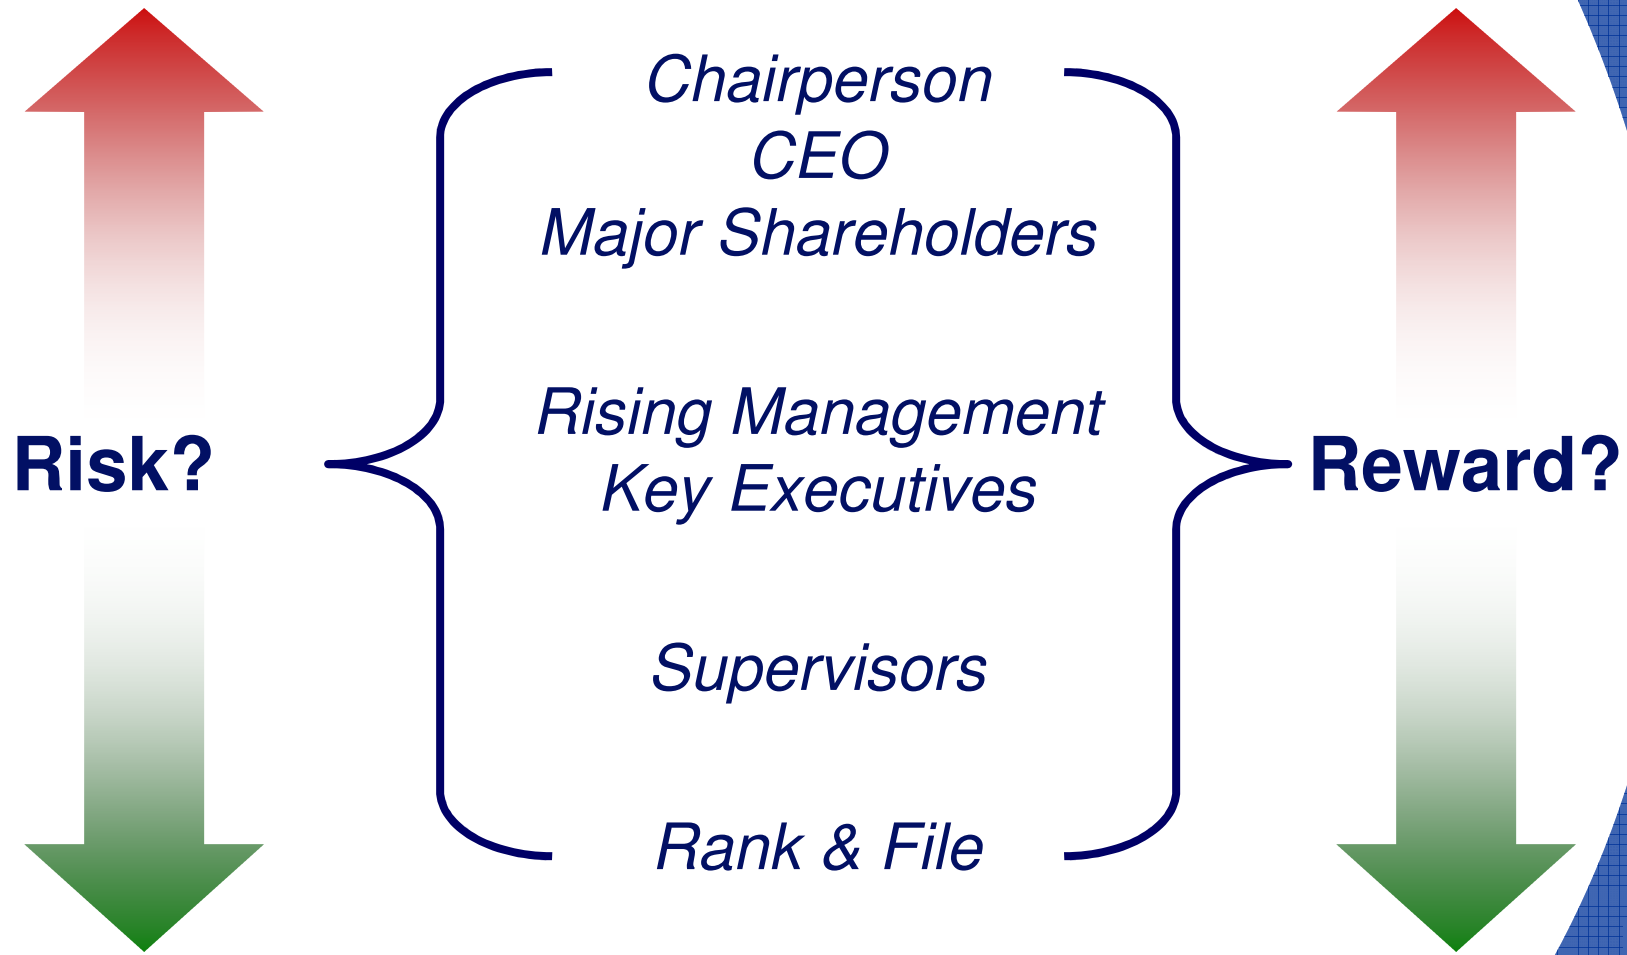 Chairperson
CEO
Major Shareholders
Rising Management
Risk?
Reward?
Key Executives
Supervisors
Rank & File